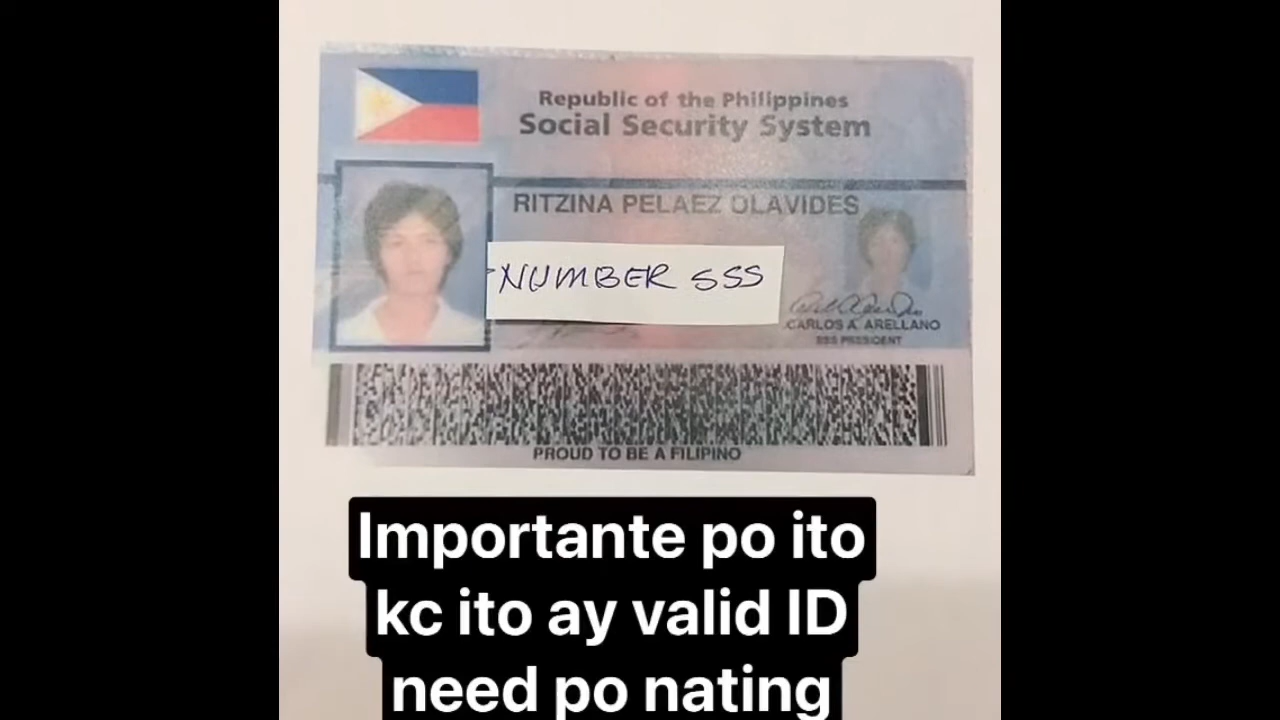 Republic of the Philippines
Social Security System
RITZINA PELAEZ OLAVIDES
NUMBER SSS
CARLOS A. ARELLANO
SSS PRESIDENT
PROUD TO BE A FILIPINO
Importante po ito
kc ito ay valid ID
need po nating